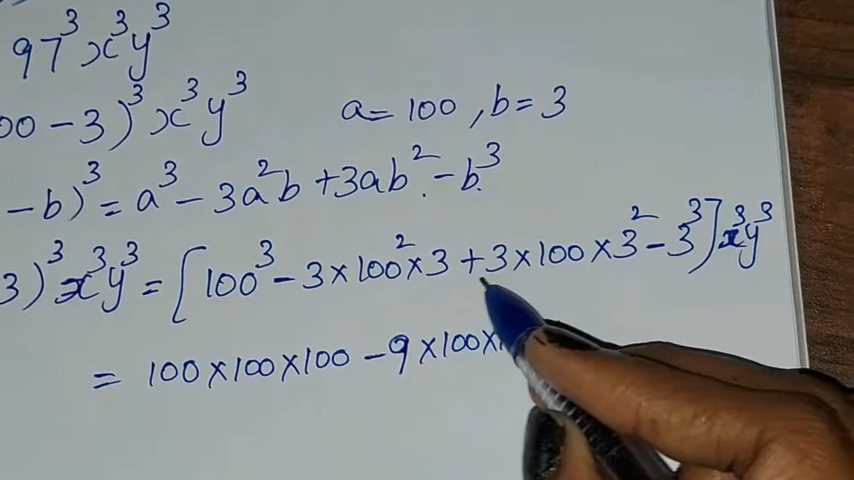 97³x³y³
00-3)³x³y³ a=100, b=3
-b)³ = a³-3a²b+3ab²-b³
3)³x³y³ = [100³-3×100²×3+3×100×3²-3³]x³y³
= 100×100×100-9×100×